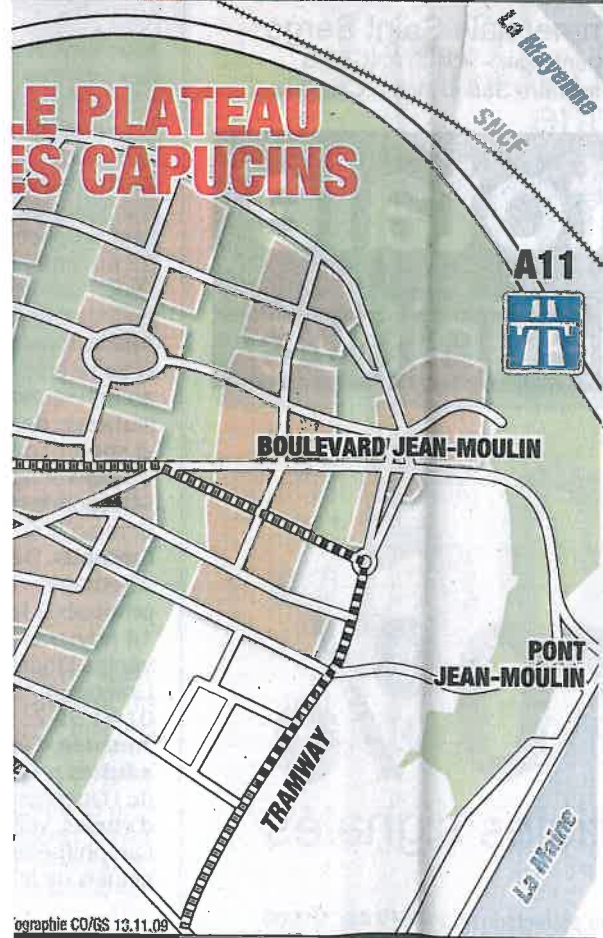 La Mayenne
SNCF
LE PLATEAU
ES CAPUCINS
A11
BOULEVARD JEAN-MOULIN
PONT
JEAN-MOULIN
TRAMWAY
La Maine
ographie CO/GS 13.11.09